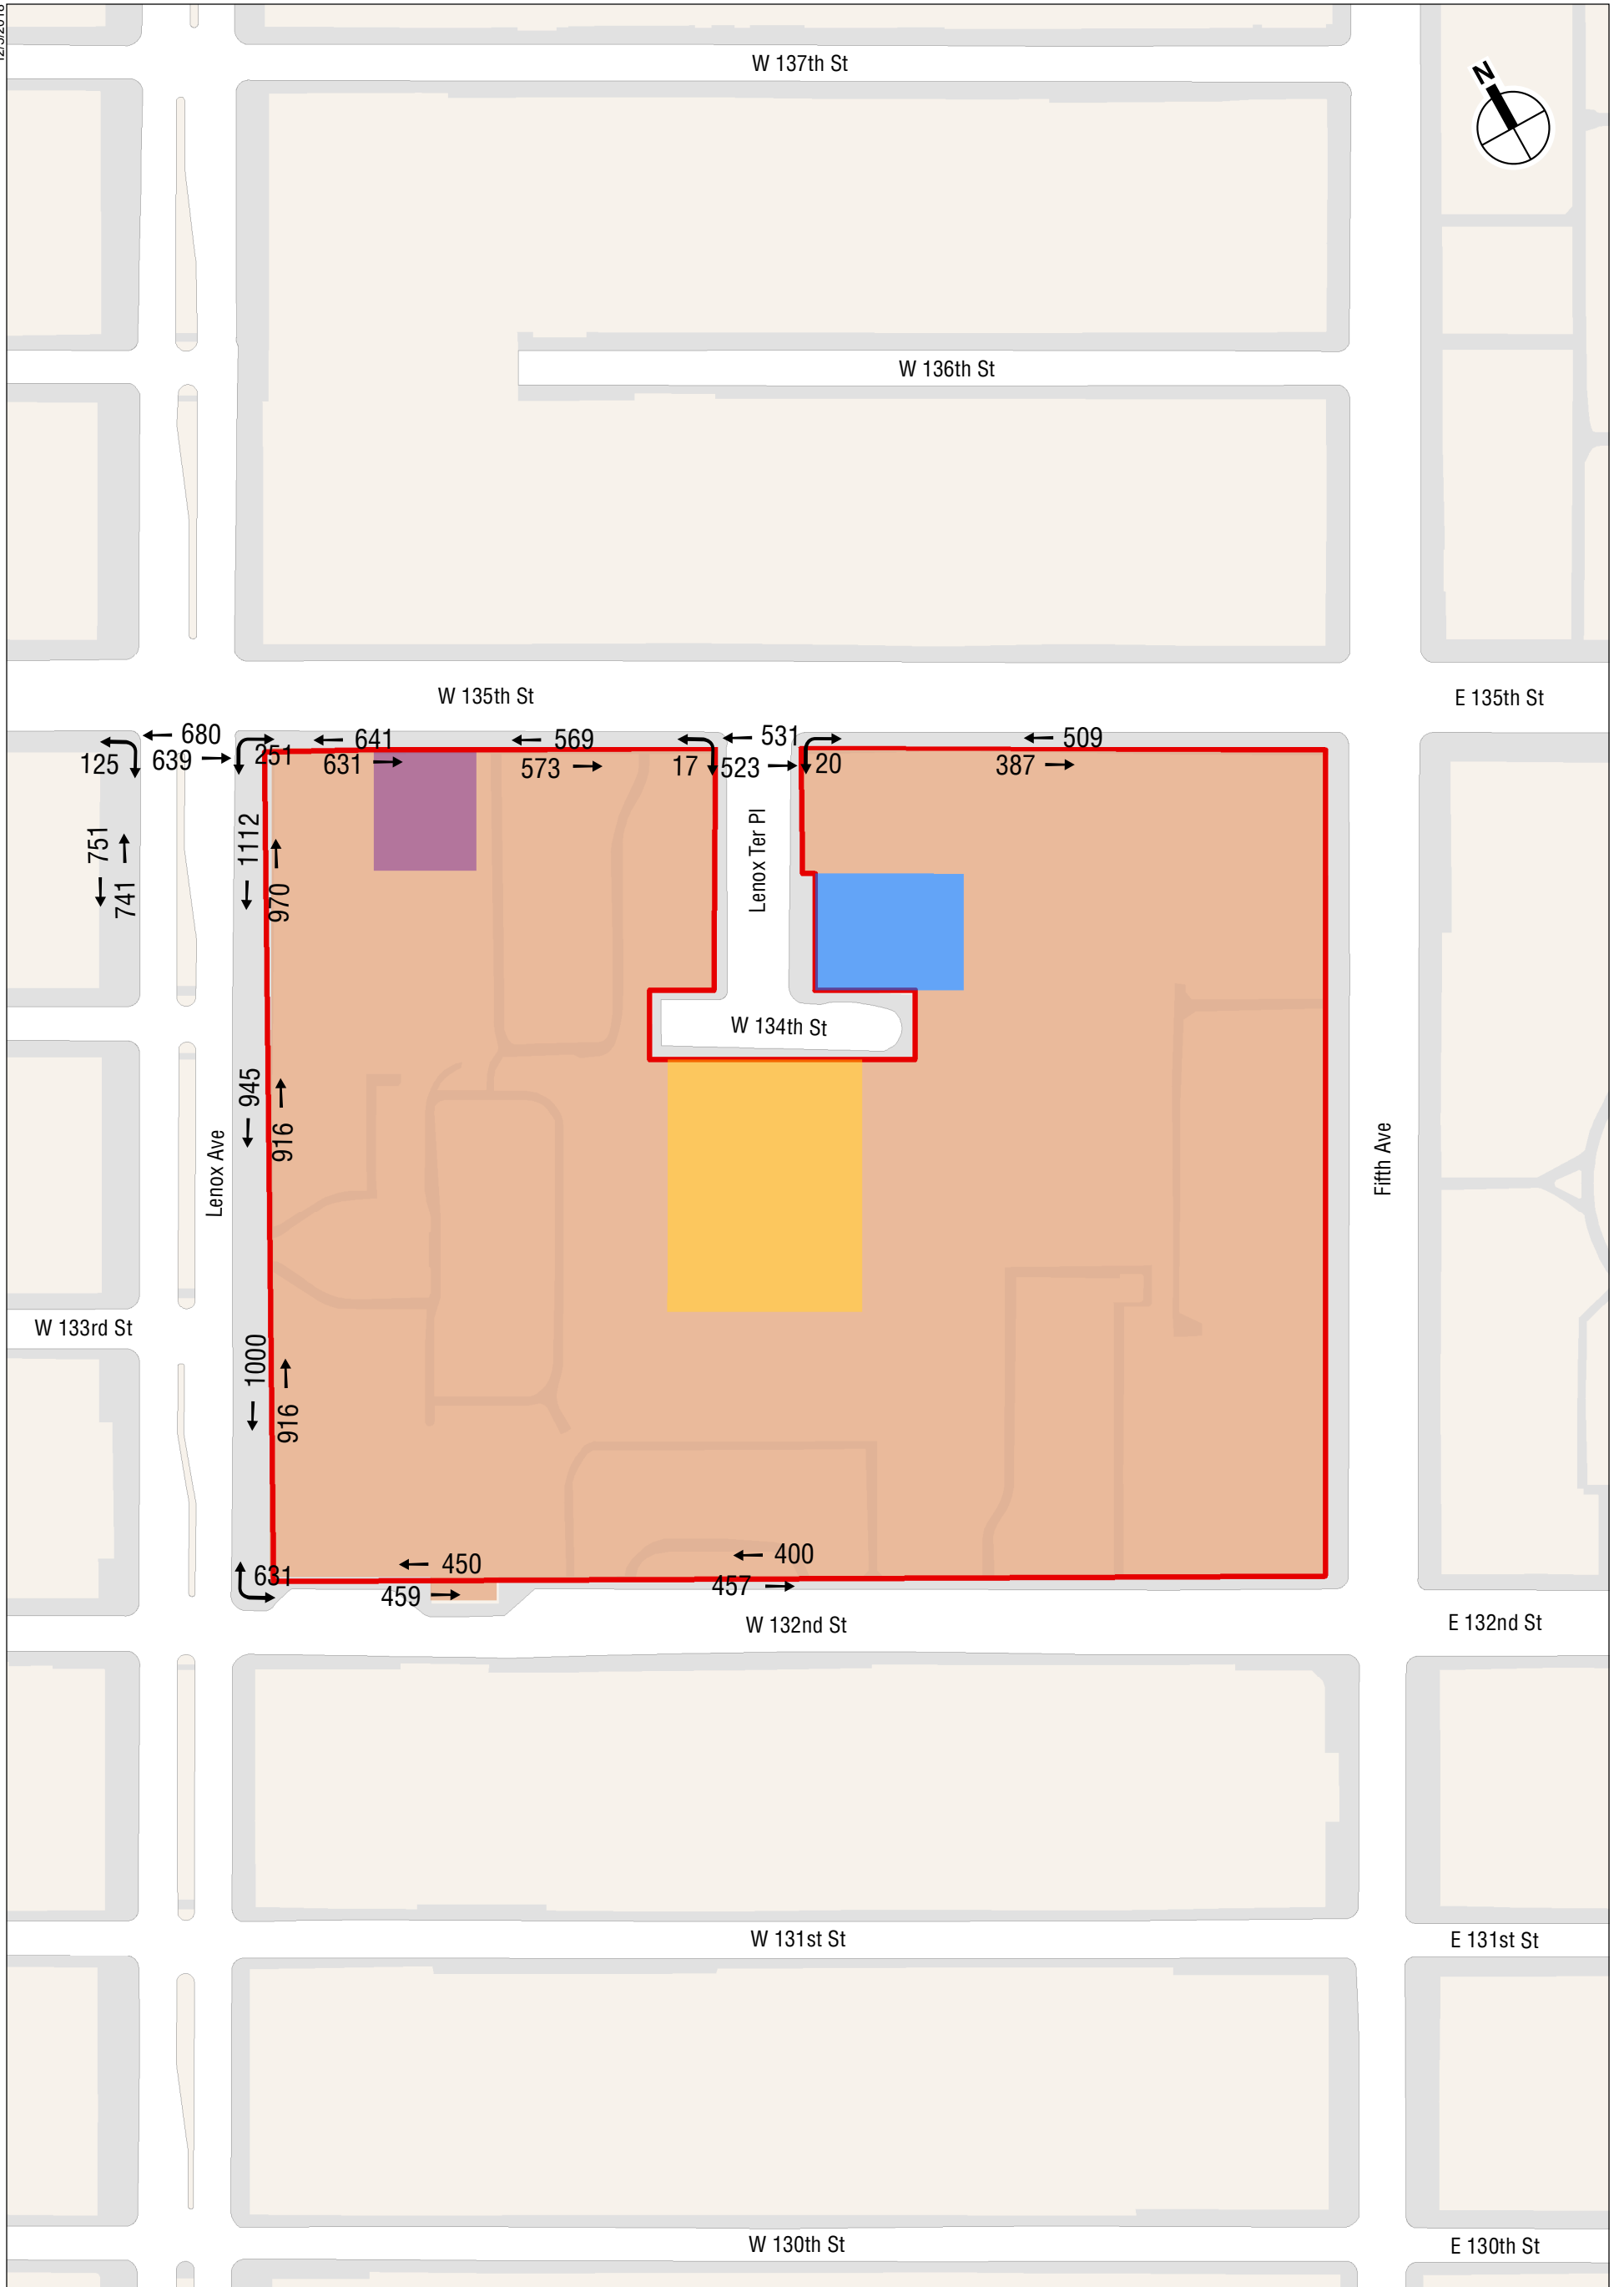 W 137th St
N
W 136th St
W 135th St
E 135th St
680
639
125
251
641
631
569
573
17
531
523
20
509
387
751
741
1112
970
Lenox Ter Pl
W 134th St
945
916
Lenox Ave
Fifth Ave
W 133rd St
1000
916
631
450
459
400
457
W 132nd St
E 132nd St
W 131st St
E 131st St
W 130th St
E 130th St